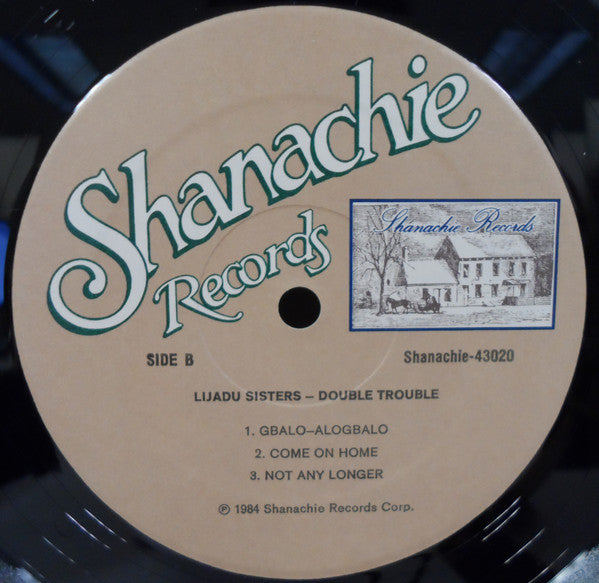 Shanachie
Records
Shanachie Records
SIDE B
Shanachie-43020
LIJADU SISTERS – DOUBLE TROUBLE
1. GBALO–ALOGBALO
2. COME ON HOME
3. NOT ANY LONGER
℗ 1984 Shanachie Records Corp.